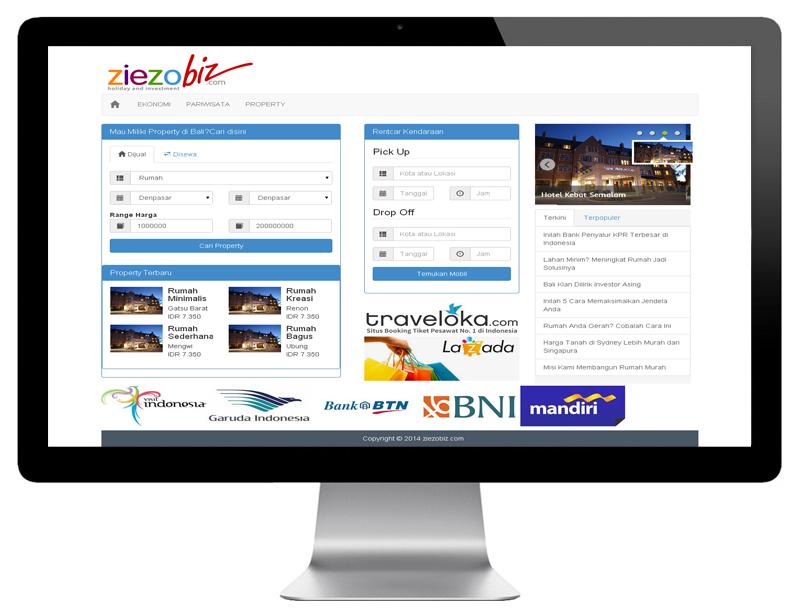 ziezobiz.com
holiday and investment
EKONOMI PARIWISATA PROPERTY
Mau Miliki Property di Bali?Cari disini
Dijual Disewa
Rumah
Denpasar Denpasar
Range Harga
1000000 200000000
Cari Property
Property Terbaru
Rumah
Minimalis
Gatsu Barat
IDR 7.350
Rumah
Kreasi
Renon
IDR 7.350
Rumah
Sederhana
Mengwi
IDR 7.350
Rumah
Bagus
Ubung
IDR 7.350
Rentcar Kendaraan
Pick Up
Kota atau Lokasi
Tanggal Jam
Drop Off
Kota atau Lokasi
Tanggal Jam
Temukan Mobil
traveloka.com
Situs Booking Tiket Pesawat No. 1 di Indonesia
Lazada
Hotel Kebat Semalam
Terkini Terpopuler
Inilah Bank Penyalur KPR Terbesar di
Indonesia
Lahan Minim? Meningkat Rumah Jadi
Solusinya
Bali Kian Dilirik Investor Asing
Inilah 5 Cara Memaksimalkan Jendela
Anda
Rumah Anda Gerah? Cobalah Cara Ini
Harga Tanah di Sydney Lebih Murah dari
Singapura
Misi Kami Membangun Rumah Murah
visit indonesia
Garuda Indonesia
Bank BTN
BNI
mandiri
Copyright © 2014 ziezobiz.com